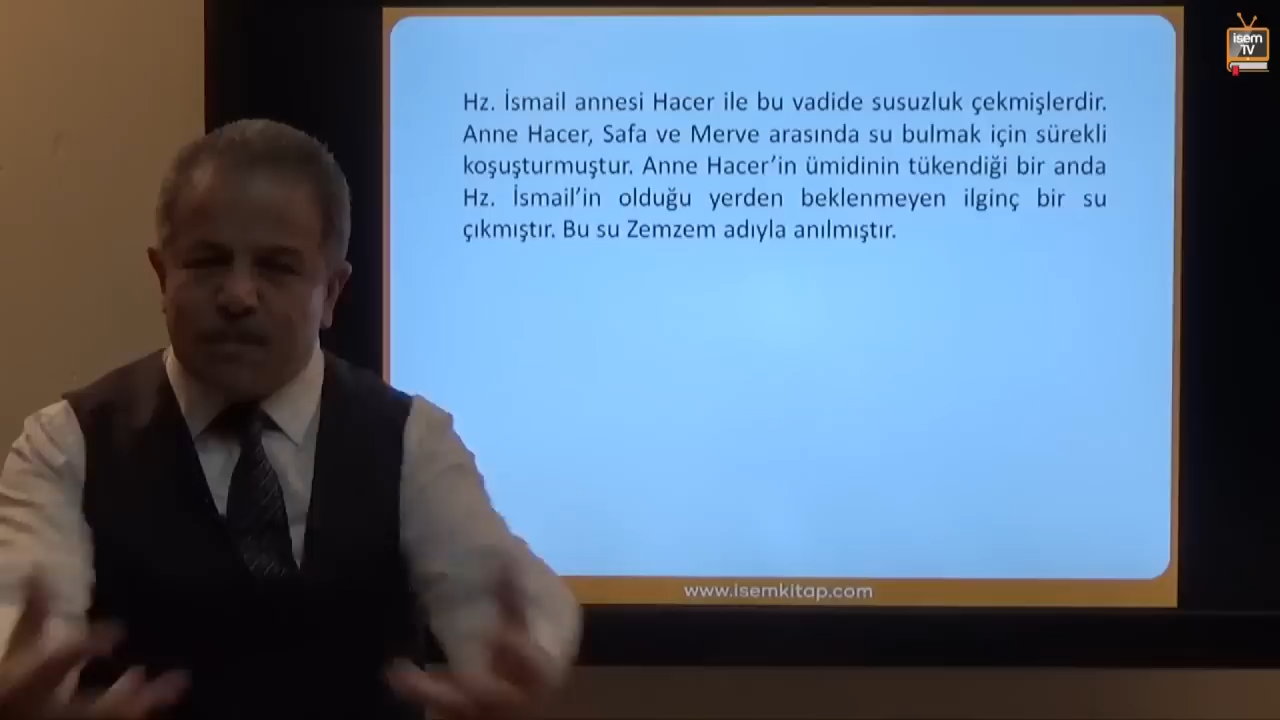 isem
TV
Hz. İsmail annesi Hacer ile bu vadide susuzluk çekmişlerdir.
Anne Hacer, Safa ve Merve arasında su bulmak için sürekli
koşuşturmuştur. Anne Hacer’in ümidinin tükendiği bir anda
Hz. İsmail’in olduğu yerden beklenmeyen ilginç bir su
çıkmıştır. Bu su Zemzem adıyla anılmıştır.
www.isemkitap.com